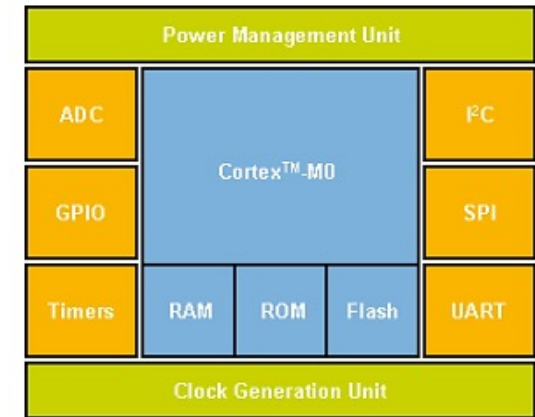 Power Management Unit
ADC
Cortex™-M0
I²C
GPIO
SPI
Timers
RAM
ROM
Flash
UART
Clock Generation Unit